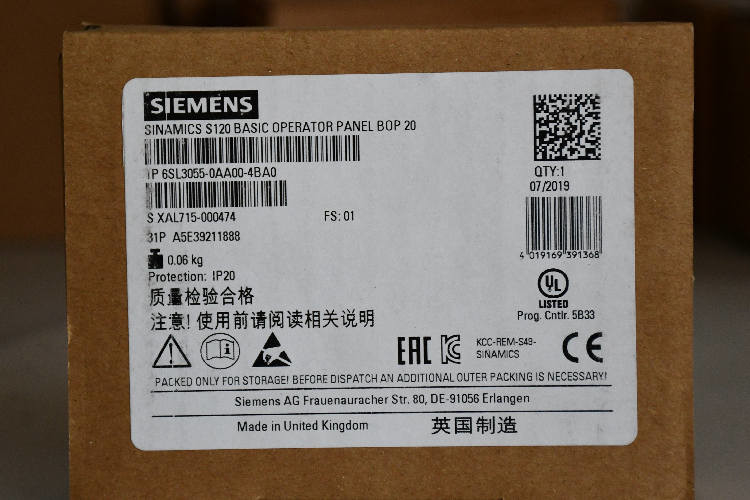 SIEMENS
SINAMICS S120 BASIC OPERATOR PANEL BOP 20
1P 6SL3055-0AA00-4BA0
QTY:1
07/2019
S XAL715-000474 FS: 01
31P A5E39211888
4 019169 391368
0.06 kg
Protection: IP20
UL
LISTED
Prog. Cntlr. 5B33
质量检验合格
注意! 使用前请阅读相关说明
EAC KC KCC-REM-S49-
SINAMICS
CE
PACKED ONLY FOR STORAGE! BEFORE DISPATCH AN ADDITIONAL OUTER PACKING IS NECESSARY!
Siemens AG Frauenauracher Str. 80, DE-91056 Erlangen
Made in United Kingdom 英国制造